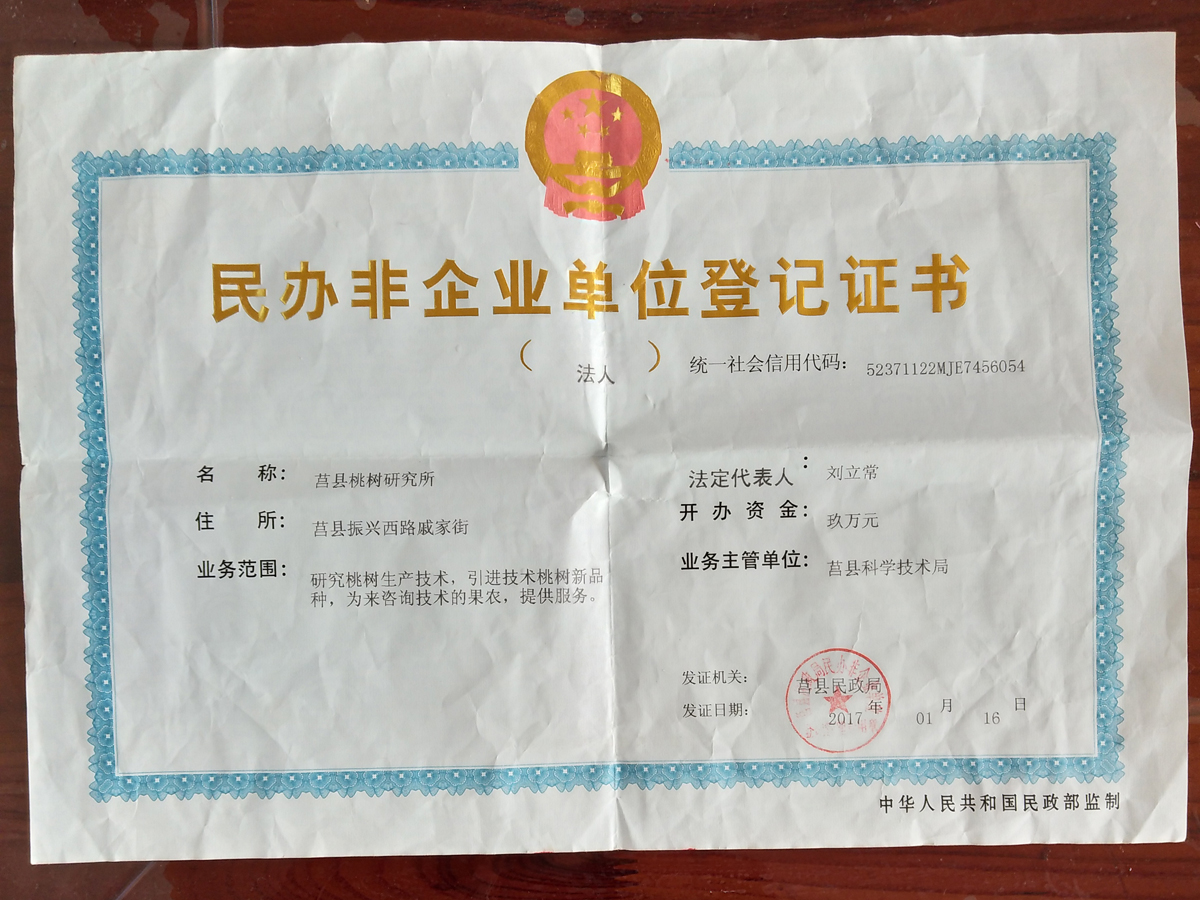 民办非企业单位登记证书
（法人）
统一社会信用代码： 52371122MJE7456054
名称： 莒县桃树研究所
住所： 莒县振兴西路戚家街
业务范围： 研究桃树生产技术，引进技术桃树新品
种，为来咨询技术的果农，提供服务。
法定代表人： 刘立常
开办资金： 玖万元
业务主管单位： 莒县科学技术局
发证机关： 莒县民政局
发证日期： 2017 年 01 月 16 日
中华人民共和国民政部监制